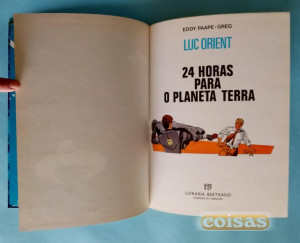 EDDY PAAPE - GREG
LUC ORIENT
24 HORAS
PARA
O PLANETA TERRA
LIVRARIA BERTRAND
coisas